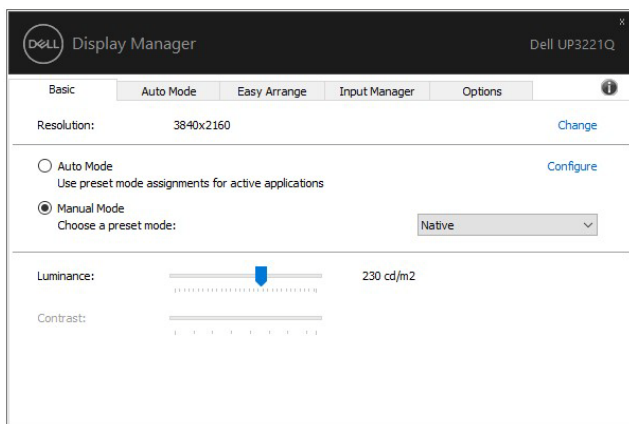 DELL Display Manager
x
Dell UP3221Q
Basic Auto Mode Easy Arrange Input Manager Options
Resolution: 3840x2160 Change
Auto Mode Configure
Use preset mode assignments for active applications
Manual Mode
Choose a preset mode: Native
Luminance: 230 cd/m2
Contrast: